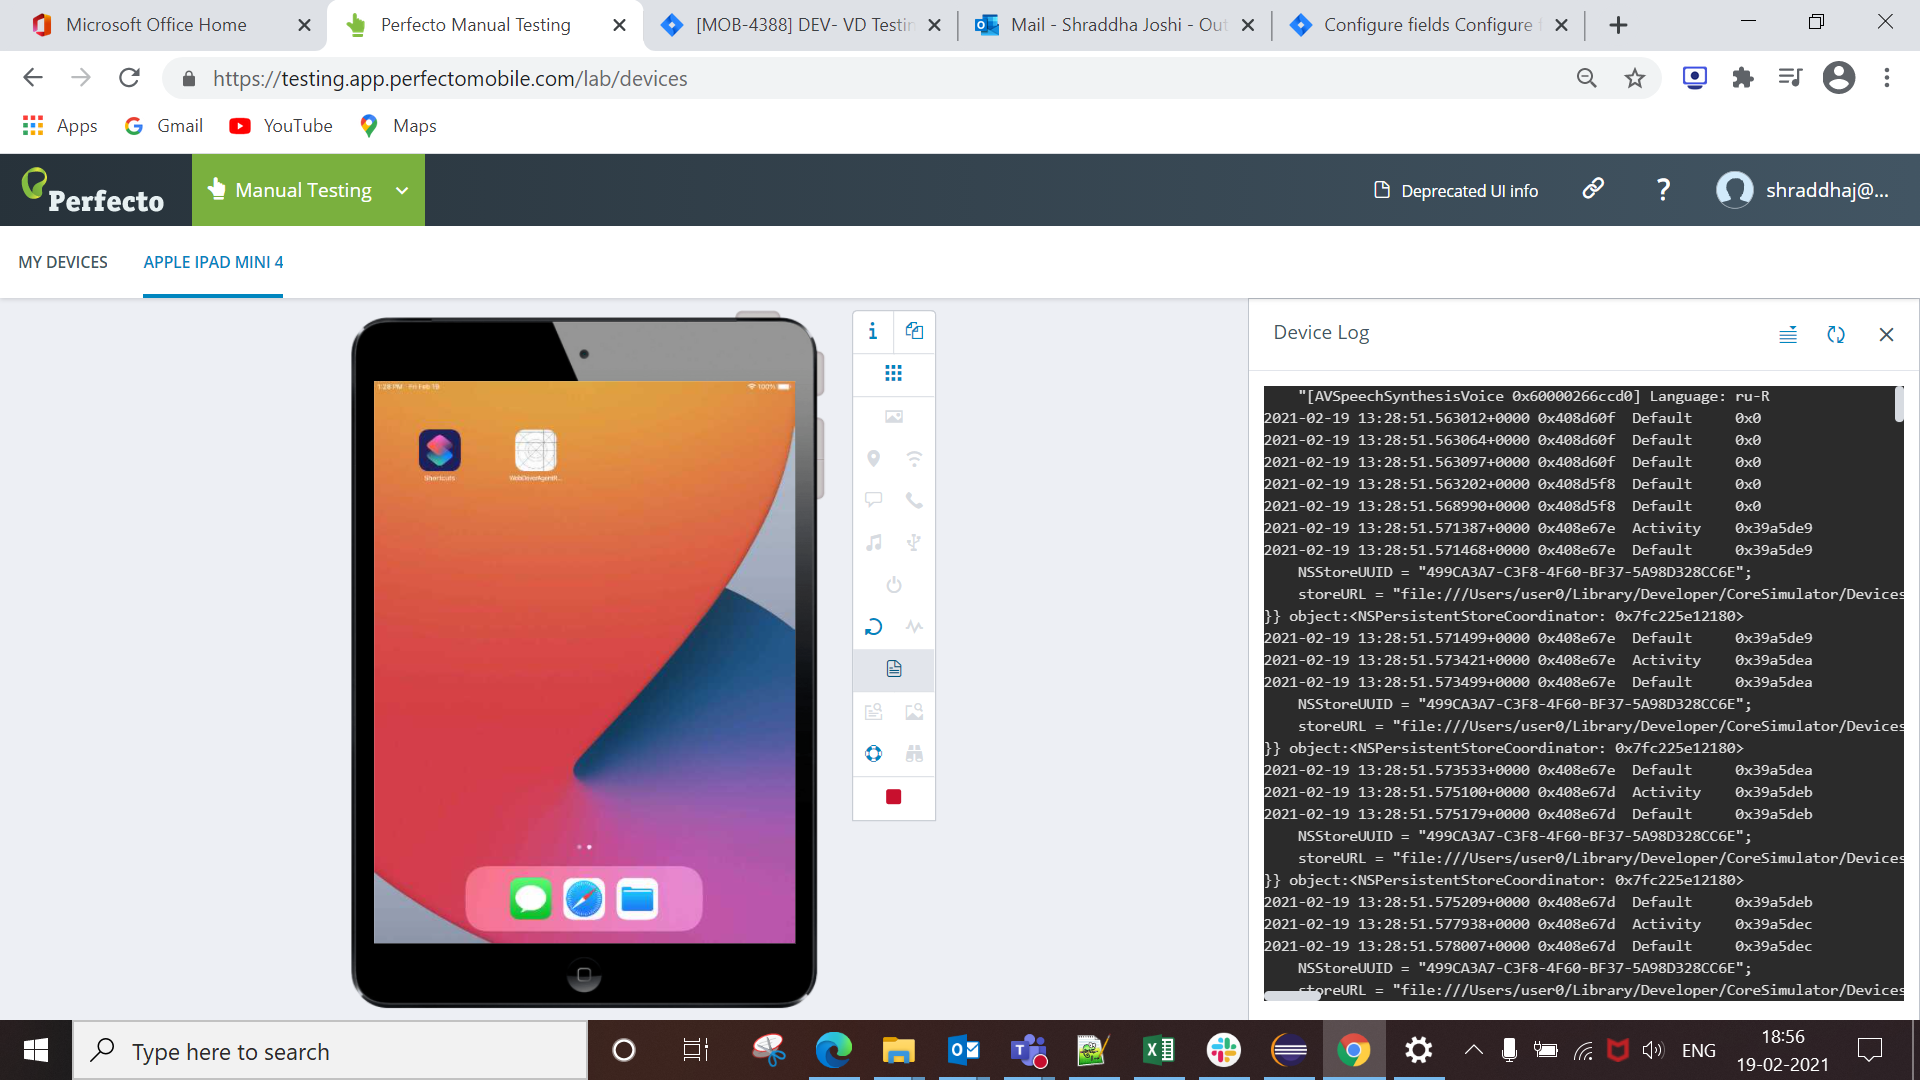 Microsoft Office Home
Perfecto Manual Testing
[MOB-4388] DEV- VD Testin
Mail - Shraddha Joshi - Out
Configure fields Configure f
https://testing.app.perfectomobile.com/lab/devices
Apps
Gmail
YouTube
Maps
Perfecto
Manual Testing
Deprecated UI info
?
shraddhaj@...
MY DEVICES
APPLE IPAD MINI 4
1:28 PM Fri Feb 19
100%
Shortcuts
WebDriverAgentR...
Device Log
"[AVSpeechSynthesisVoice 0x60000266ccd0] Language: ru-R
2021-02-19 13:28:51.563012+0000 0x408d60f Default 0x0
2021-02-19 13:28:51.563064+0000 0x408d60f Default 0x0
2021-02-19 13:28:51.563097+0000 0x408d60f Default 0x0
2021-02-19 13:28:51.563202+0000 0x408d5f8 Default 0x0
2021-02-19 13:28:51.568990+0000 0x408d5f8 Default 0x0
2021-02-19 13:28:51.571387+0000 0x408e67e Activity 0x39a5de9
2021-02-19 13:28:51.571468+0000 0x408e67e Default 0x39a5de9
NSStoreUUID = "499CA3A7-C3F8-4F60-BF37-5A98D328CC6E";
storeURL = "file:///Users/user0/Library/Developer/CoreSimulator/Devices
}} object:<NSPersistentStoreCoordinator: 0x7fc225e12180>
2021-02-19 13:28:51.571499+0000 0x408e67e Default 0x39a5de9
2021-02-19 13:28:51.573421+0000 0x408e67e Activity 0x39a5dea
2021-02-19 13:28:51.573499+0000 0x408e67e Default 0x39a5dea
NSStoreUUID = "499CA3A7-C3F8-4F60-BF37-5A98D328CC6E";
storeURL = "file:///Users/user0/Library/Developer/CoreSimulator/Devices
}} object:<NSPersistentStoreCoordinator: 0x7fc225e12180>
2021-02-19 13:28:51.573533+0000 0x408e67e Default 0x39a5dea
2021-02-19 13:28:51.575100+0000 0x408e67d Activity 0x39a5deb
2021-02-19 13:28:51.575179+0000 0x408e67d Default 0x39a5deb
NSStoreUUID = "499CA3A7-C3F8-4F60-BF37-5A98D328CC6E";
storeURL = "file:///Users/user0/Library/Developer/CoreSimulator/Devices
}} object:<NSPersistentStoreCoordinator: 0x7fc225e12180>
2021-02-19 13:28:51.575209+0000 0x408e67d Default 0x39a5deb
2021-02-19 13:28:51.577938+0000 0x408e67d Activity 0x39a5dec
2021-02-19 13:28:51.578007+0000 0x408e67d Default 0x39a5dec
NSStoreUUID = "499CA3A7-C3F8-4F60-BF37-5A98D328CC6E";
storeURL = "file:///Users/user0/Library/Developer/CoreSimulator/Devices
Type here to search
ENG
18:56
19-02-2021